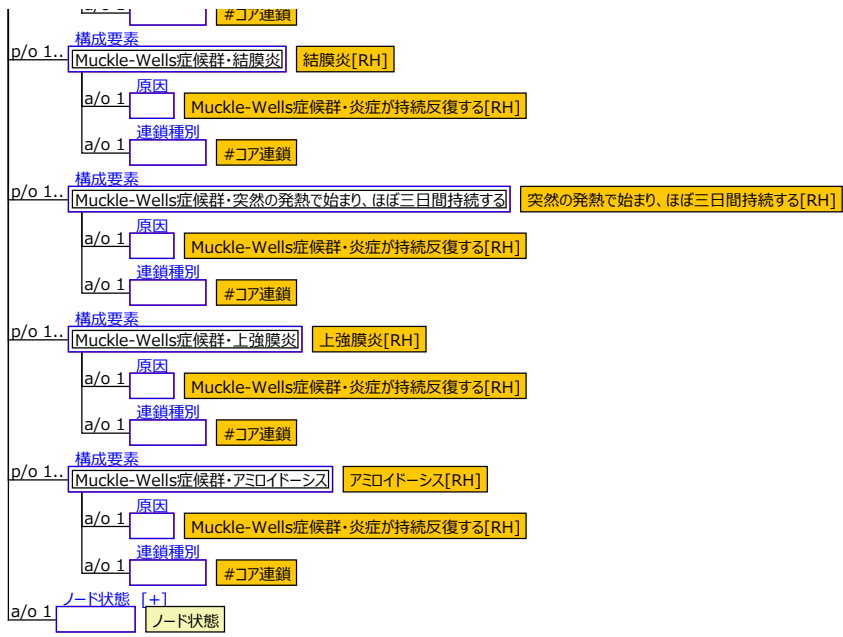 a/o 1 #コア連鎖
構成要素
p/o 1.. Muckle-Wells症候群・結膜炎 結膜炎[RH]
原因
a/o 1 Muckle-Wells症候群・炎症が持続反復する[RH]
連鎖種別
a/o 1 #コア連鎖
構成要素
p/o 1.. Muckle-Wells症候群・突然の発熱で始まり、ほぼ三日間持続する 突然の発熱で始まり、ほぼ三日間持続する[RH]
原因
a/o 1 Muckle-Wells症候群・炎症が持続反復する[RH]
連鎖種別
a/o 1 #コア連鎖
構成要素
p/o 1.. Muckle-Wells症候群・上強膜炎 上強膜炎[RH]
原因
a/o 1 Muckle-Wells症候群・炎症が持続反復する[RH]
連鎖種別
a/o 1 #コア連鎖
構成要素
p/o 1.. Muckle-Wells症候群・アミロイドーシス アミロイドーシス[RH]
原因
a/o 1 Muckle-Wells症候群・炎症が持続反復する[RH]
連鎖種別
a/o 1 #コア連鎖
ノード状態 [+]
a/o 1 ノード状態